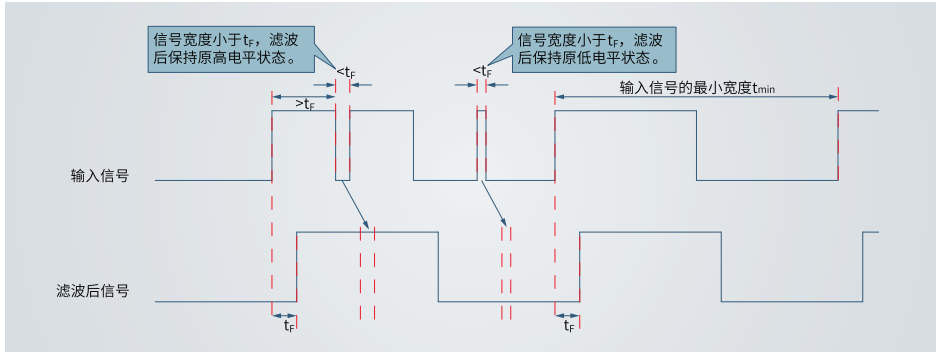 信号宽度小于tF，滤波
后保持原高电平状态。
信号宽度小于tF，滤波
后保持原低电平状态。
<tF
<tF
>tF
输入信号的最小宽度tmin
输入信号
滤波后信号
tF
tF